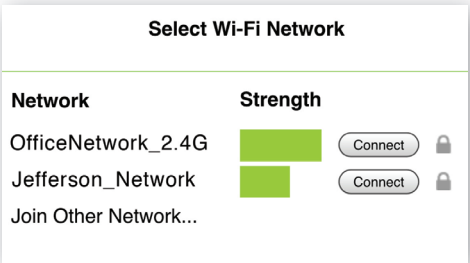 Select Wi-Fi Network
Network Strength
OfficeNetwork_2.4G Connect
Jefferson_Network Connect
Join Other Network...